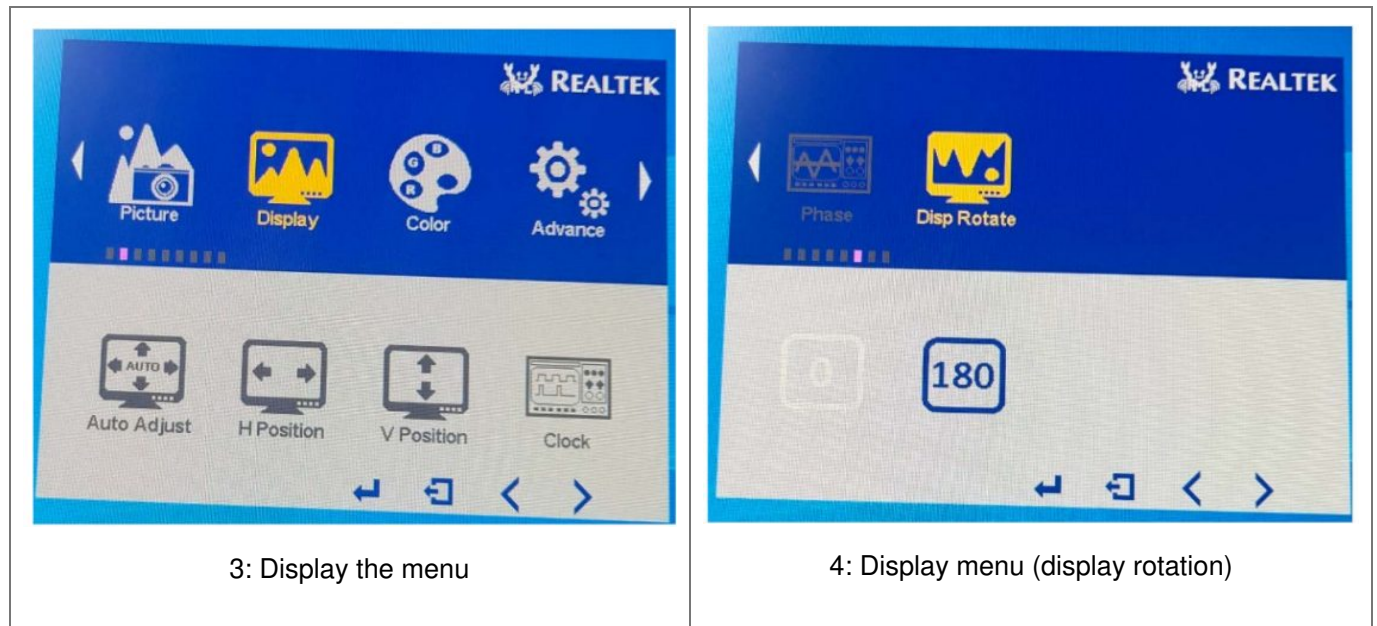 REALTEK
B
G
R
Picture
Display
Color
Advance
AUTO
Auto Adjust
H Position
V Position
Clock
3: Display the menu
REALTEK
Phase
Disp Rotate
0
180
4: Display menu (display rotation)